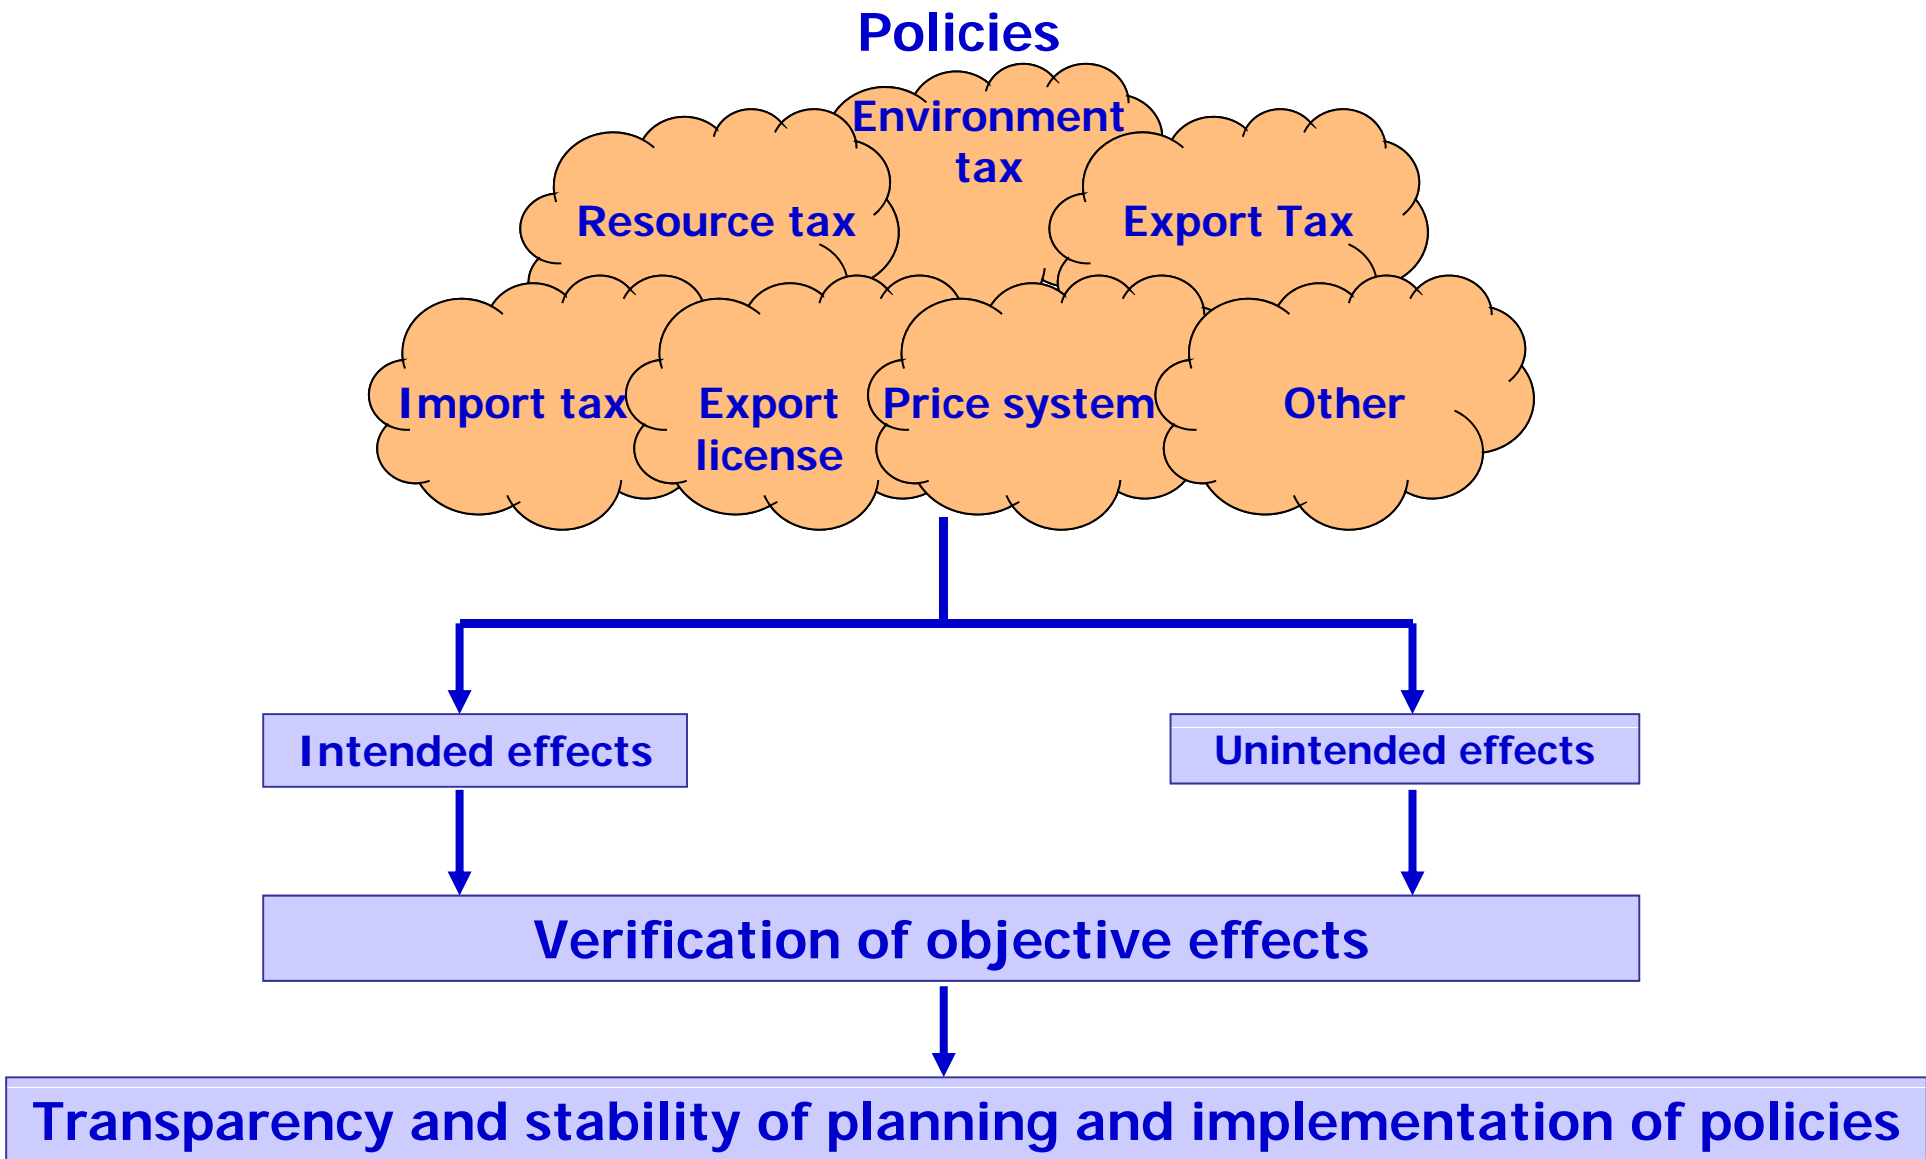 Policies
Environment
tax
Resource tax
Export Tax
Import tax
Export
license
Price system
Other
Intended effects
Unintended effects
Verification of objective effects
Transparency and stability of planning and implementation of policies